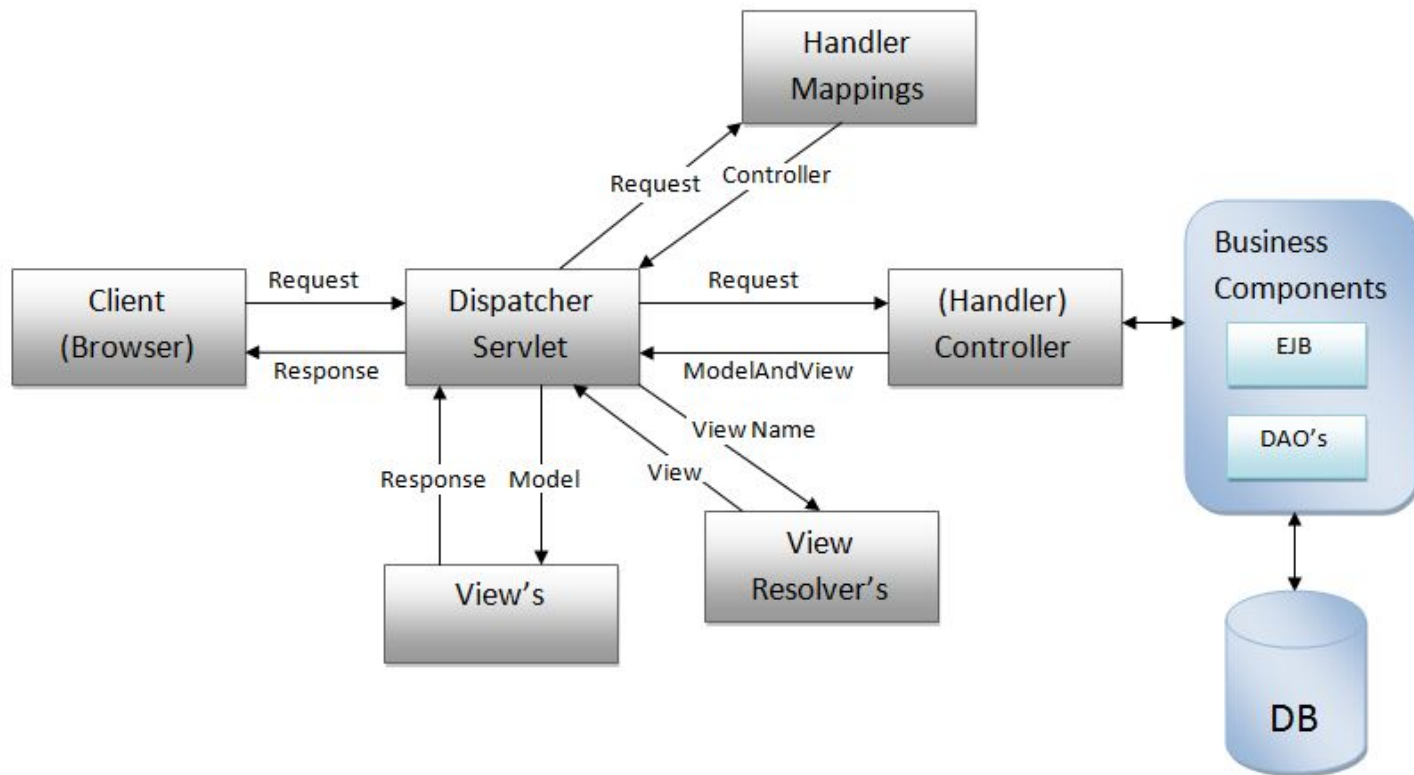 Handler
Mappings
Request
Controller
Client
(Browser)
Request
Response
Dispatcher
Servlet
Request
ModelAndView
(Handler)
Controller
Business
Components
EJB
DAO's
View Name
View
Response
Model
View's
View
Resolver's
DB